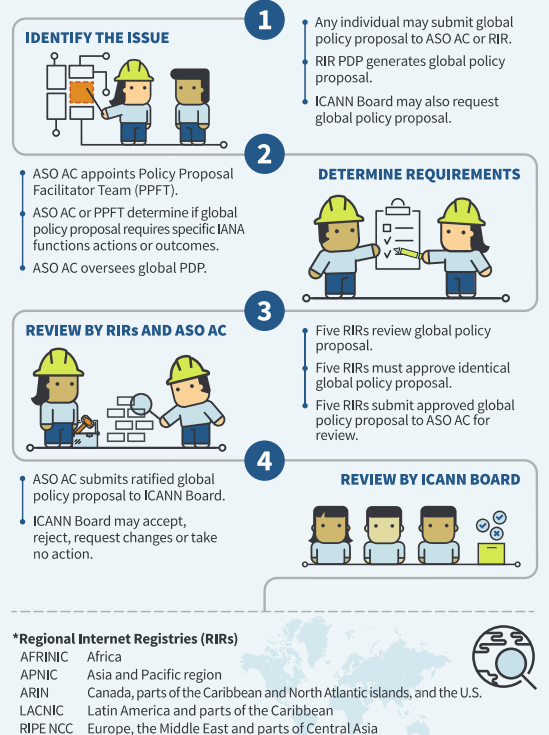 1
IDENTIFY THE ISSUE
Any individual may submit global
policy proposal to ASO AC or RIR.
RIR PDP generates global policy
proposal.
ICANN Board may also request
global policy proposal.
2
ASO AC appoints Policy Proposal
Facilitator Team (PPFT).
ASO AC or PPFT determine if global
policy proposal requires specific IANA
functions actions or outcomes.
ASO AC oversees global PDP.
DETERMINE REQUIREMENTS
3
REVIEW BY RIRs AND ASO AC
Five RIRs review global policy
proposal.
Five RIRs must approve identical
global policy proposal.
Five RIRs submit approved global
policy proposal to ASO AC for
review.
4
ASO AC submits ratified global
policy proposal to ICANN Board.
ICANN Board may accept,
reject, request changes or take
no action.
REVIEW BY ICANN BOARD
*Regional Internet Registries (RIRs)
AFRINIC Africa
APNIC Asia and Pacific region
ARIN Canada, parts of the Caribbean and North Atlantic islands, and the U.S.
LACNIC Latin America and parts of the Caribbean
RIPE NCC Europe, the Middle East and parts of Central Asia